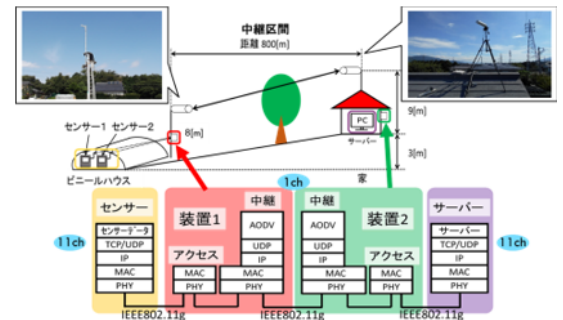 中継区間
距離 800[m]
センサー1 センサー2
8[m]
PC
サーバー
9[m]
3[m]
ビニールハウス
家
1ch
センサー
装置1
中継
中継
装置2
サーバー
11ch
11ch
センサーデータ
TCP/UDP
IP
MAC
PHY
アクセス
MAC
PHY
AODV
UDP
IP
MAC
PHY
AODV
UDP
IP
MAC
PHY
アクセス
MAC
PHY
サーバー
TCP/UDP
IP
MAC
PHY
IEEE802.11g
IEEE802.11g